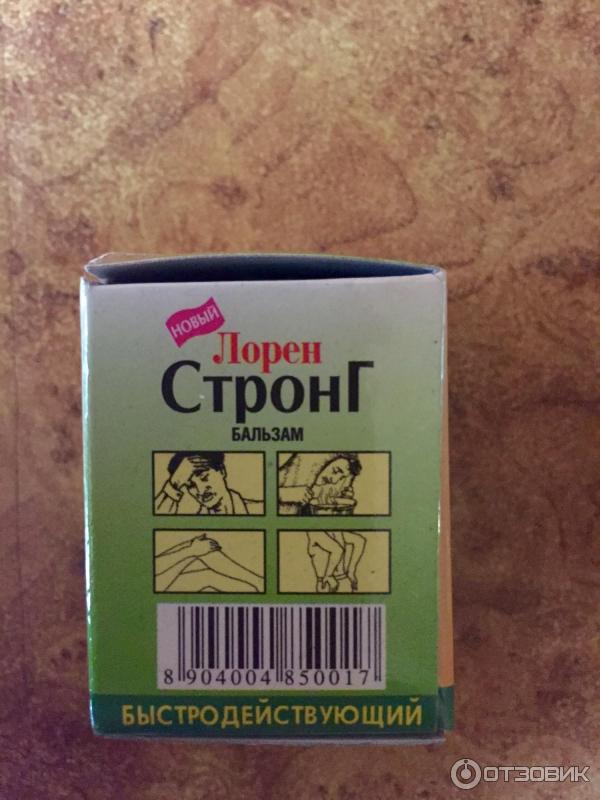 НОВЫЙ
Лорен
Стронг
БАЛЬЗАМ
8 904004 850017
БЫСТРОДЕЙСТВУЮЩИЙ
ОТЗОВИК